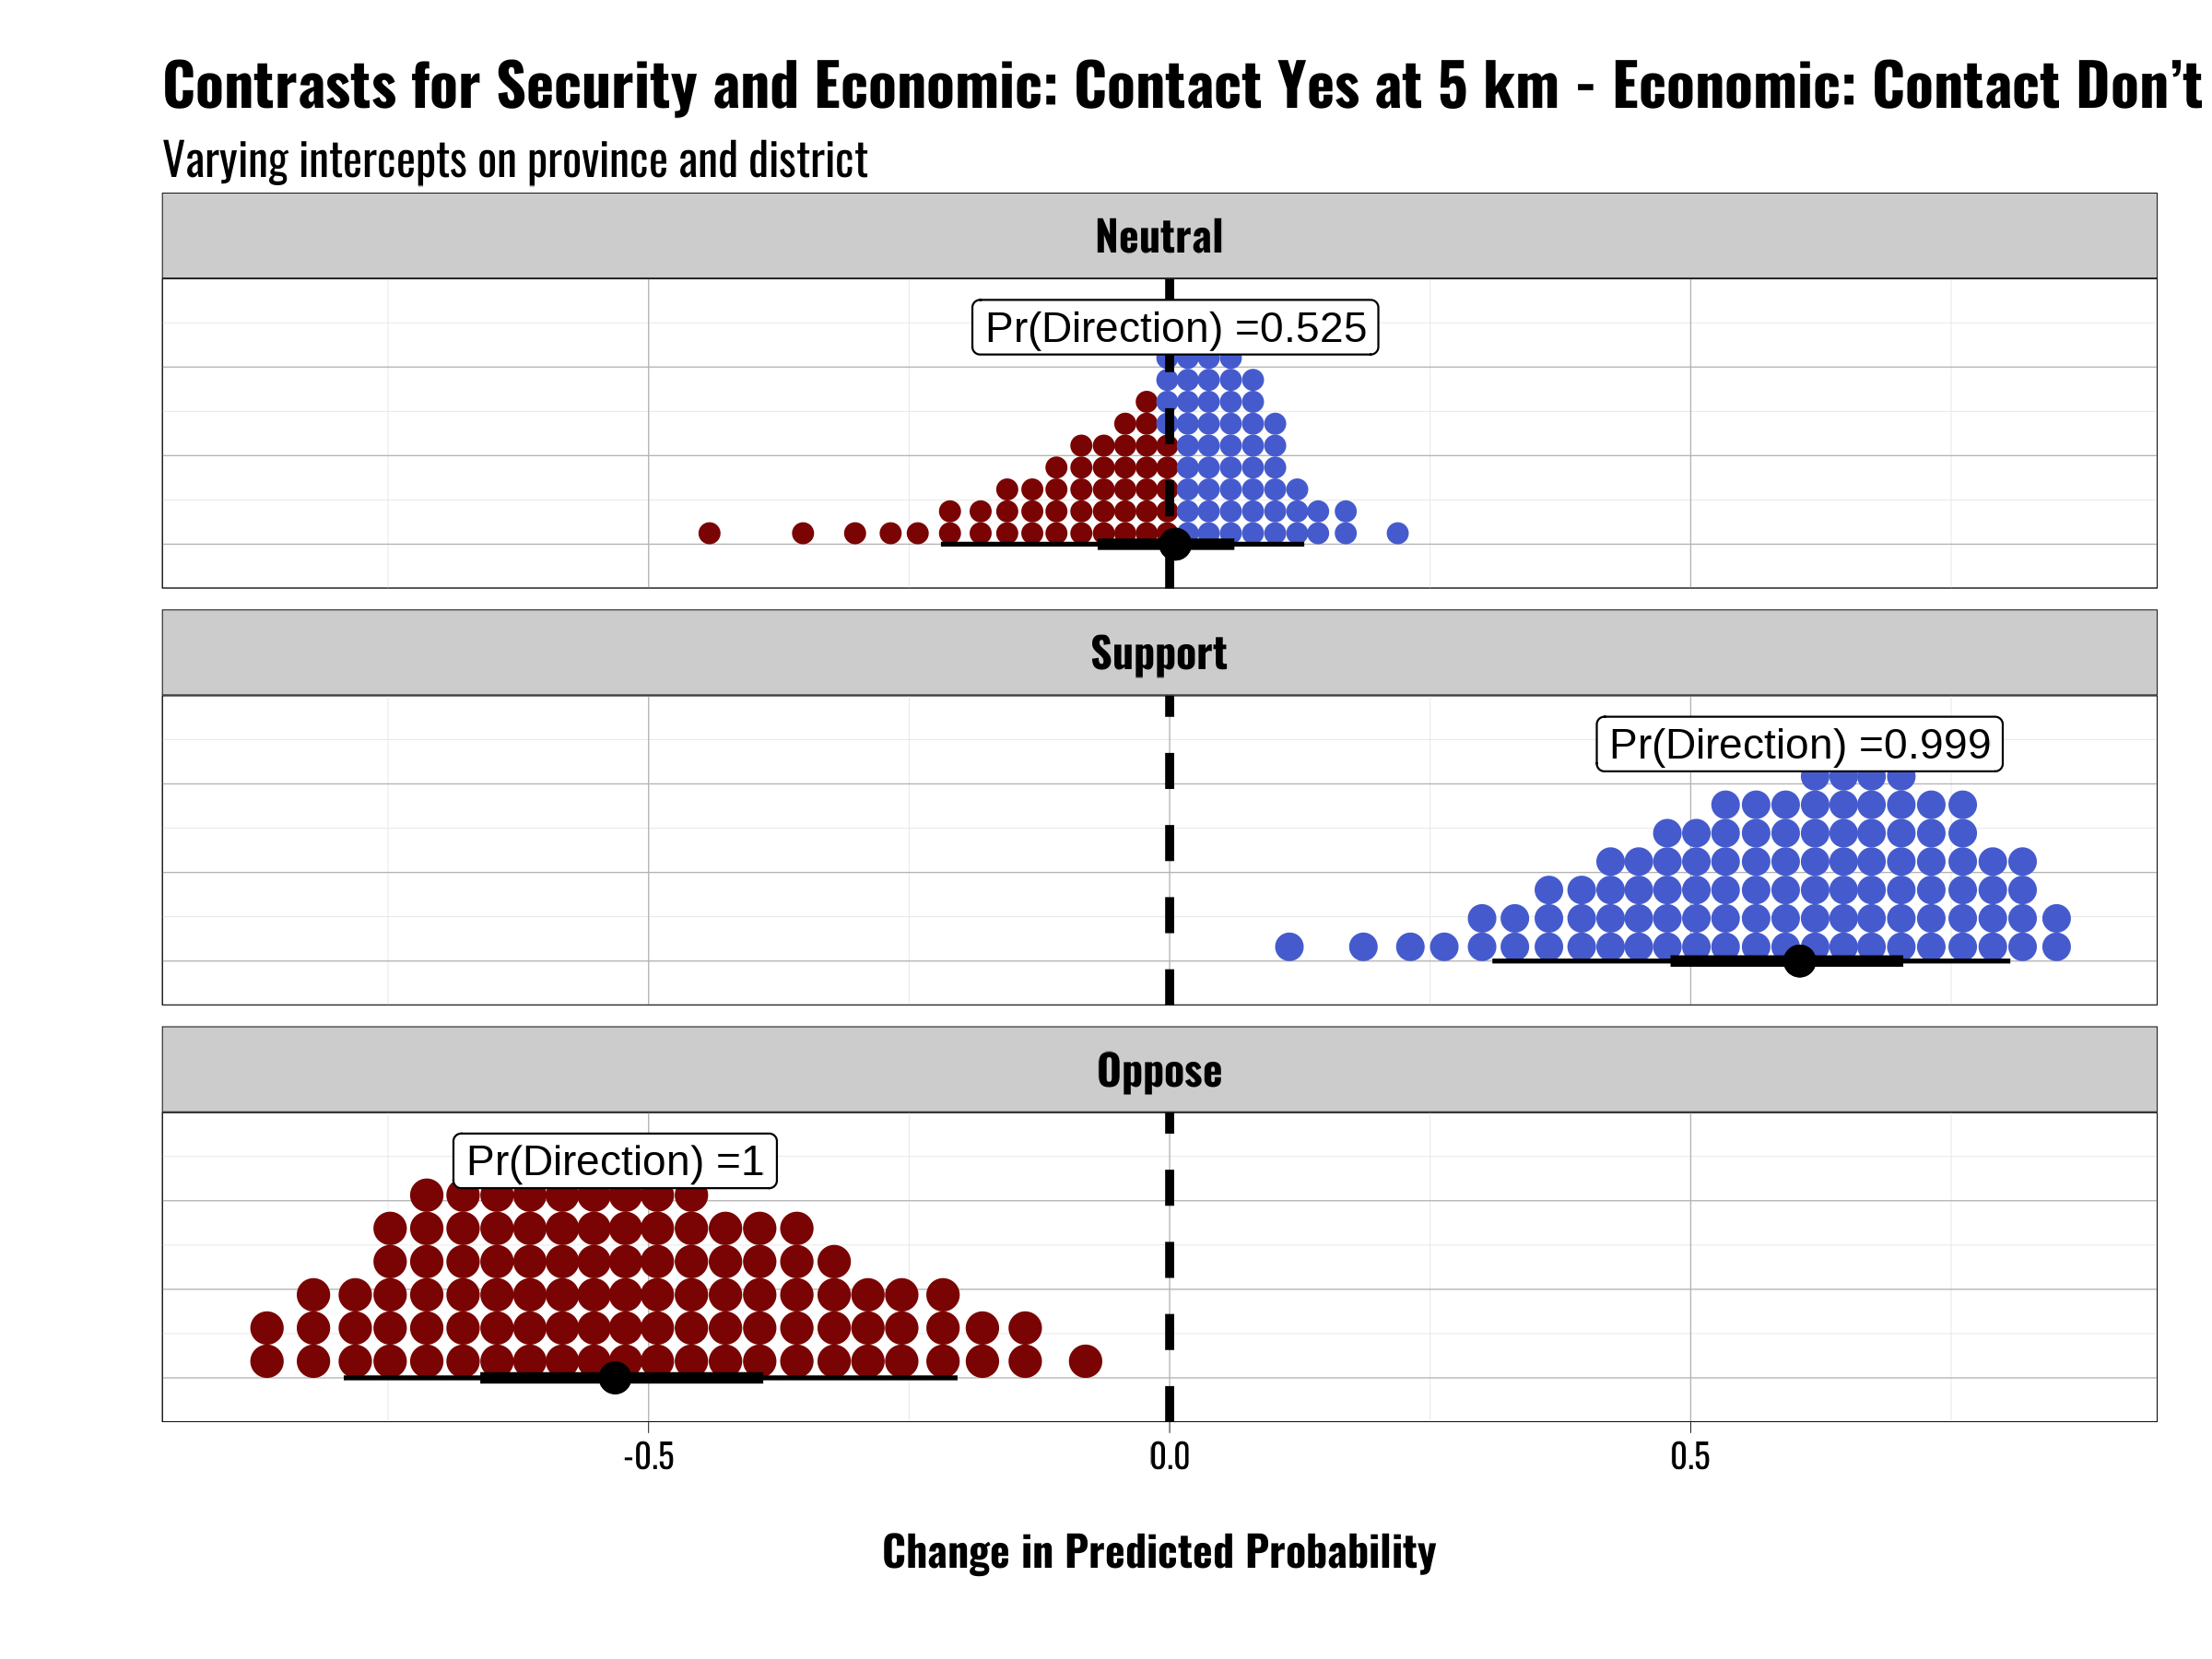 Contrasts for Security and Economic: Contact Yes at 5 km - Economic: Contact Don’t
Varying intercepts on province and district
Neutral
Pr(Direction) =0.525
Support
Pr(Direction) =0.999
Oppose
Pr(Direction) =1
-0.5 0.0 0.5
Change in Predicted Probability